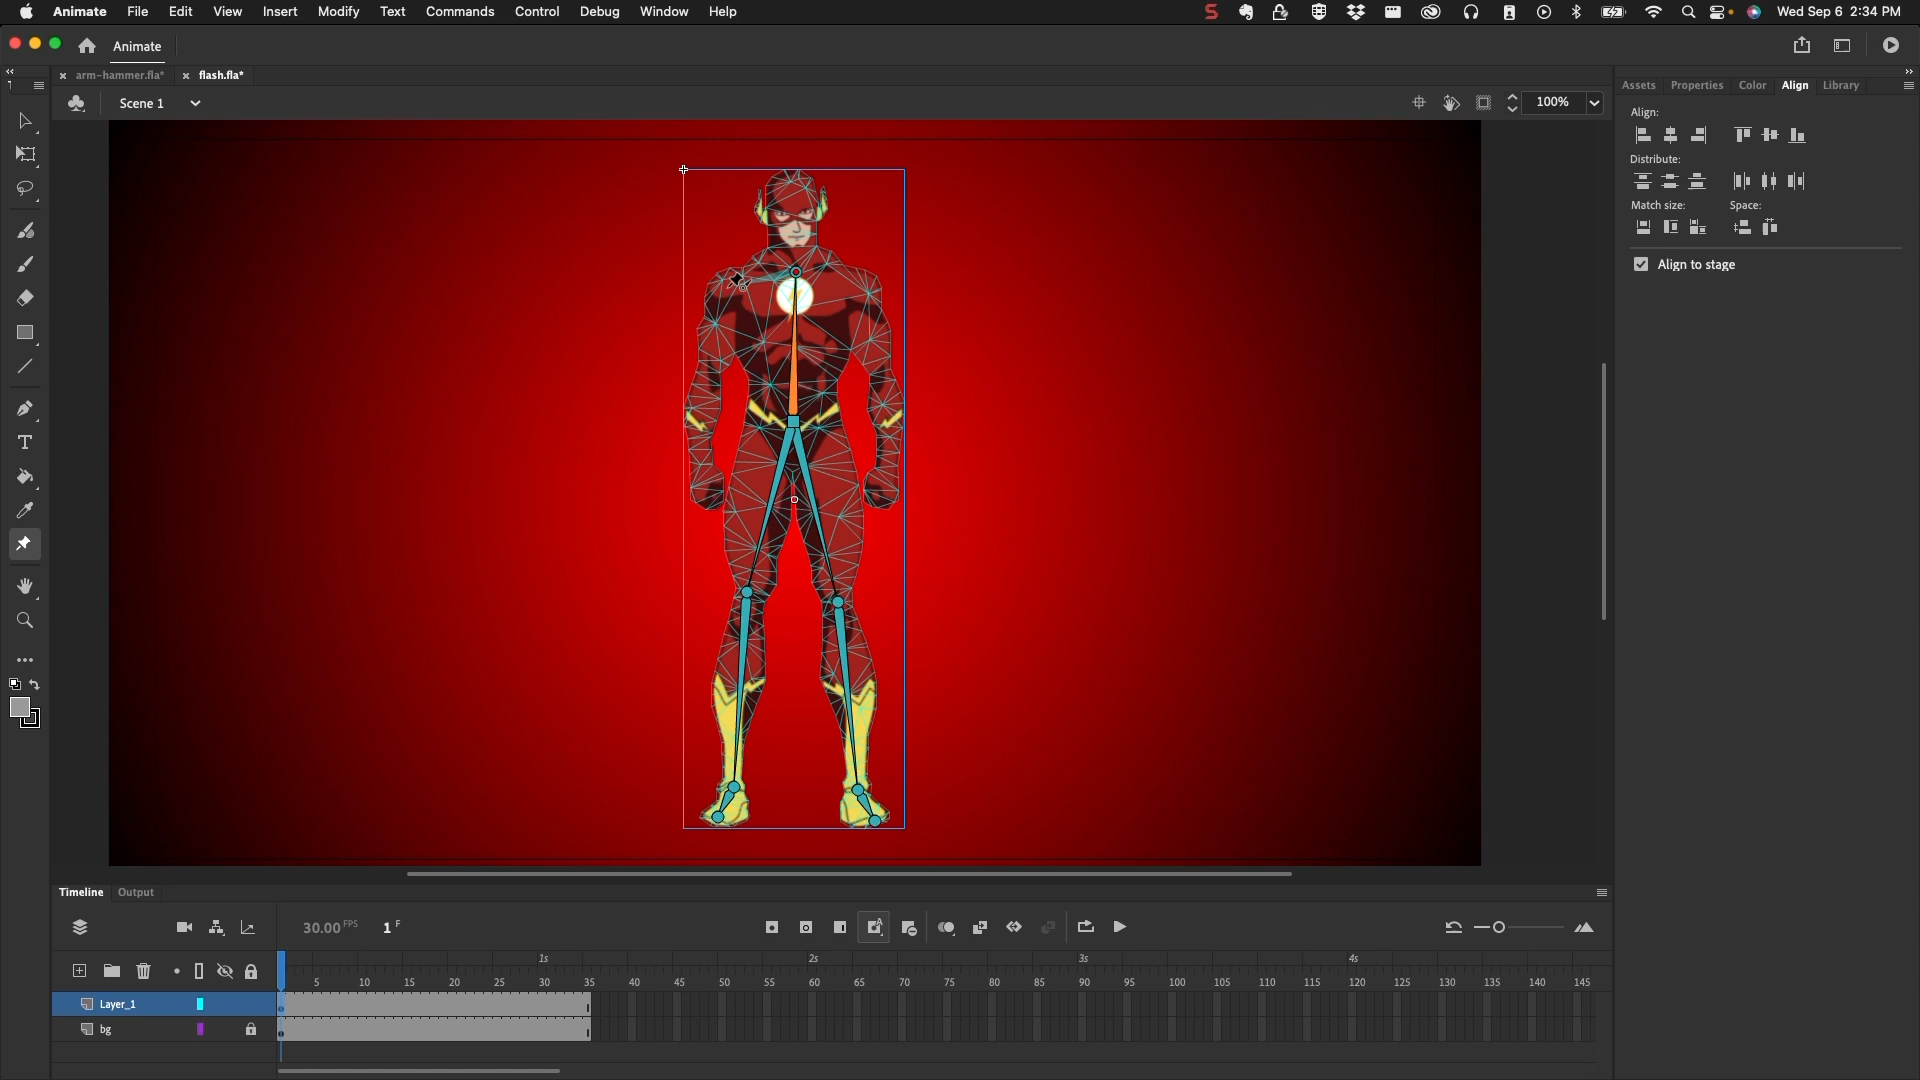 Animate File Edit View Insert Modify Text Commands Control Debug Window Help Wed Sep 6 2:34 PM
Animate
arm-hammer.fla* flash.fla*
Scene 1 100%
Assets Properties Color Align Library
Align:
Distribute:
Match size: Space:
Align to stage
Timeline Output
30.00 FPS 1 F
1s 2s 3s 4s
5 10 15 20 25 30 35 40 45 50 55 60 65 70 75 80 85 90 95 100 105 110 115 120 125 130 135 140 145
Layer_1
bg